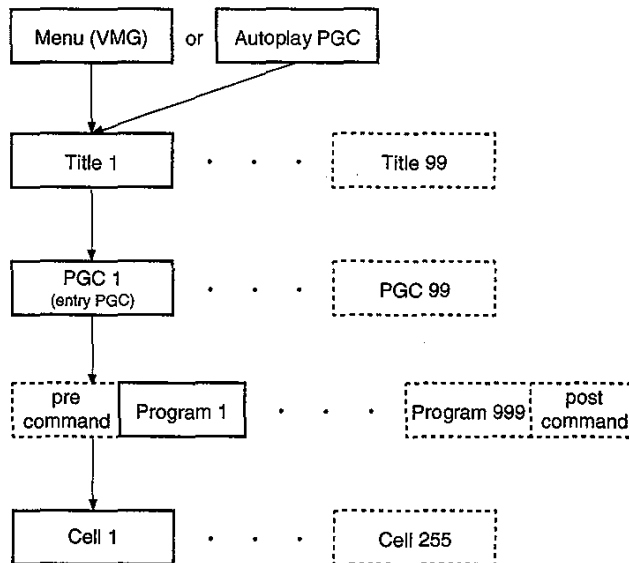 Menu (VMG) or Autoplay PGC
Title 1 . . . Title 99
PGC 1
(entry PGC) . . . PGC 99
pre
command Program 1 . . . Program 999 post
command
Cell 1 . . . Cell 255